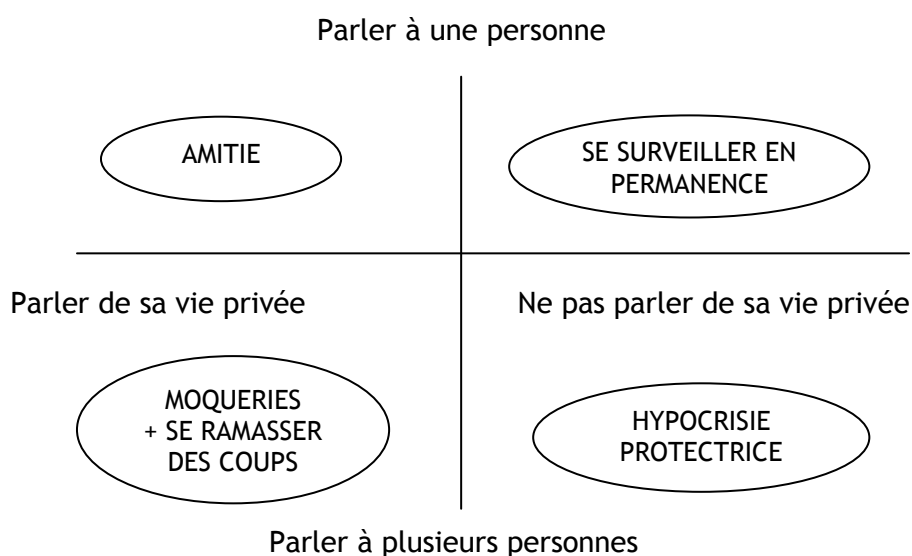 Parler à une personne
AMITIE
SE SURVEILLER EN
PERMANENCE
Parler de sa vie privée
Ne pas parler de sa vie privée
MOQUERIES
+ SE RAMASSER
DES COUPS
HYPOCRISIE
PROTECTRICE
Parler à plusieurs personnes